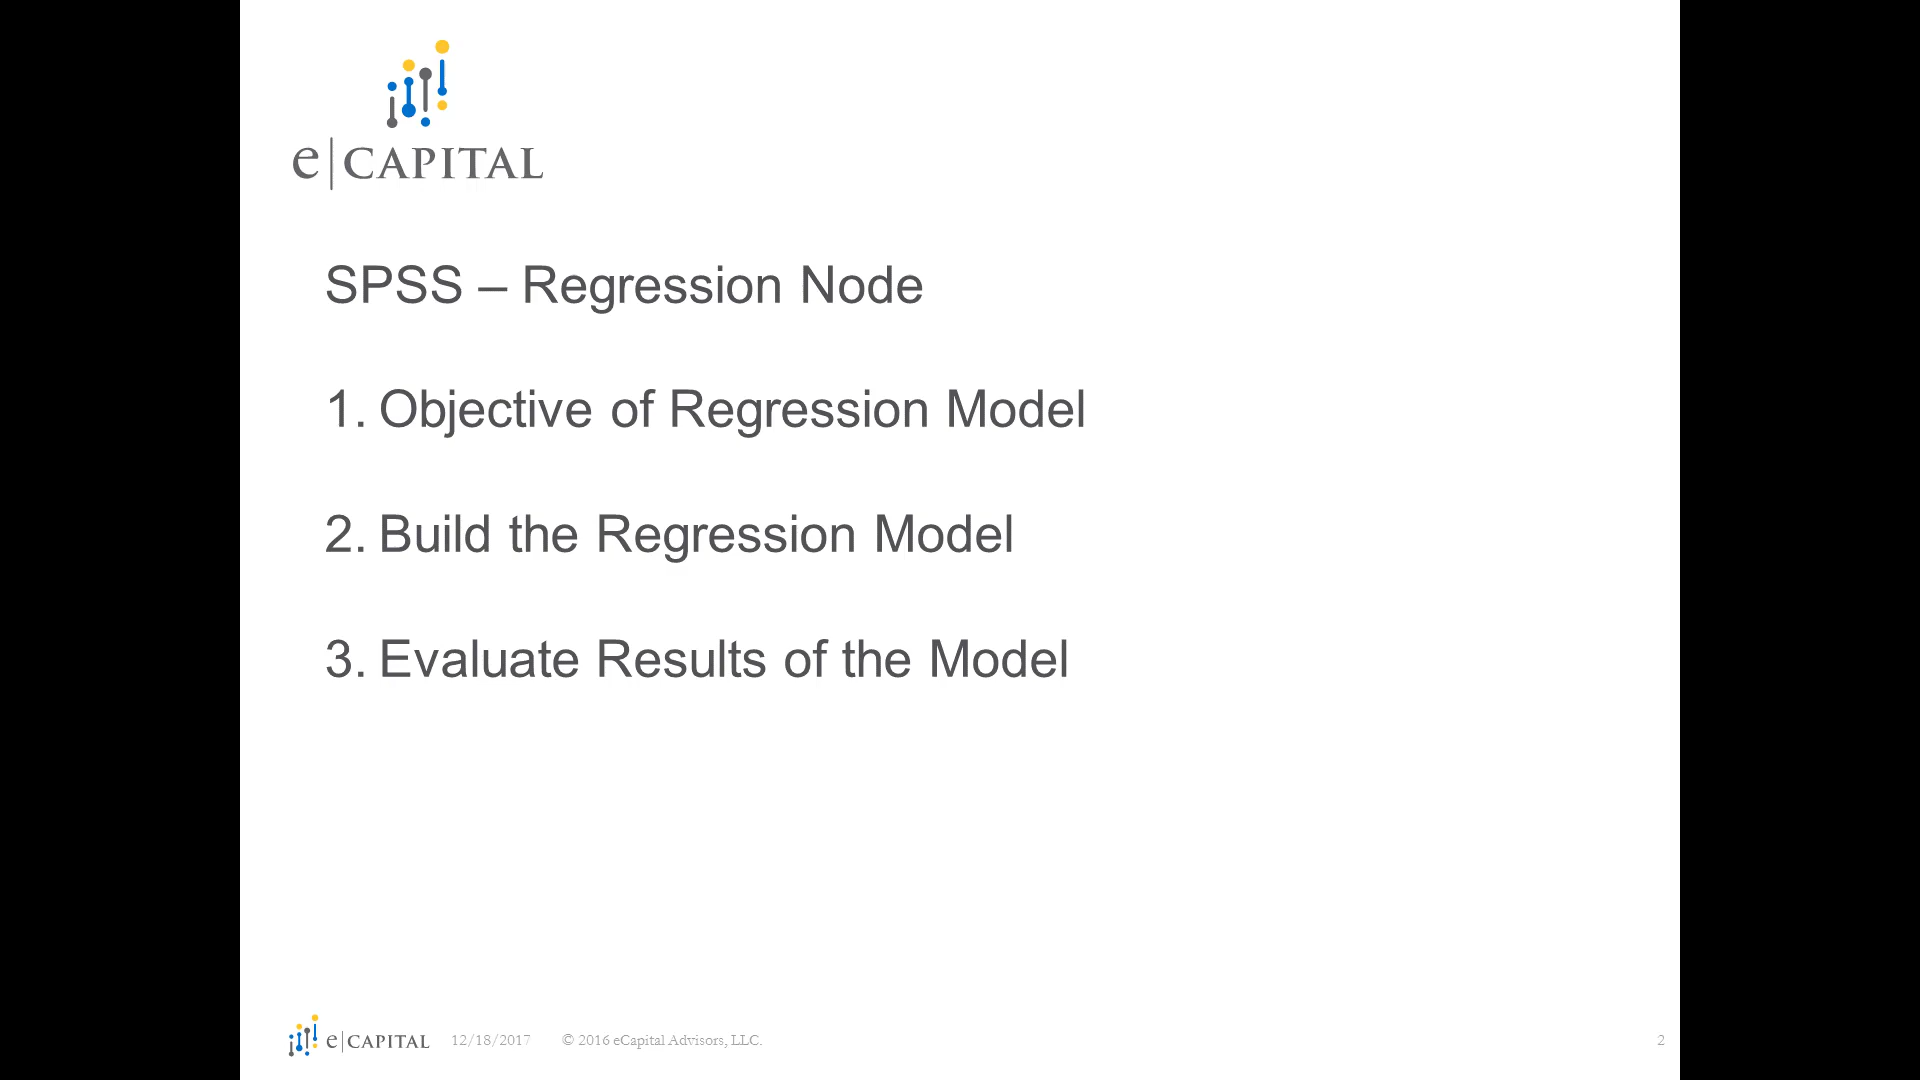 e|CAPITAL
SPSS – Regression Node
1. Objective of Regression Model
2. Build the Regression Model
3. Evaluate Results of the Model
e|CAPITAL 12/18/2017 © 2016 eCapital Advisors, LLC. 2